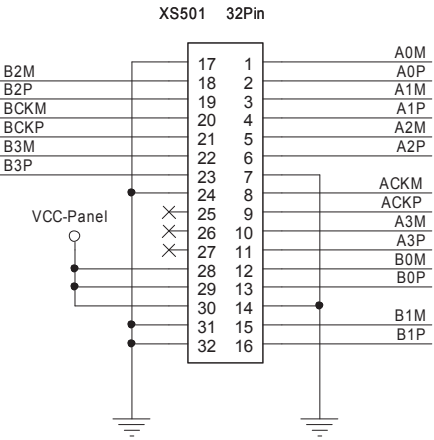 XS501 32Pin
17 1 A0M
B2M 18 2 A0P
B2P 19 3 A1M
BCKM 20 4 A1P
BCKP 21 5 A2M
B3M 22 6 A2P
B3P 23 7
24 8 ACKM
VCC-Panel 25 9 ACKP
26 10 A3M
27 11 A3P
28 12 B0M
29 13 B0P
30 14
31 15 B1M
32 16 B1P